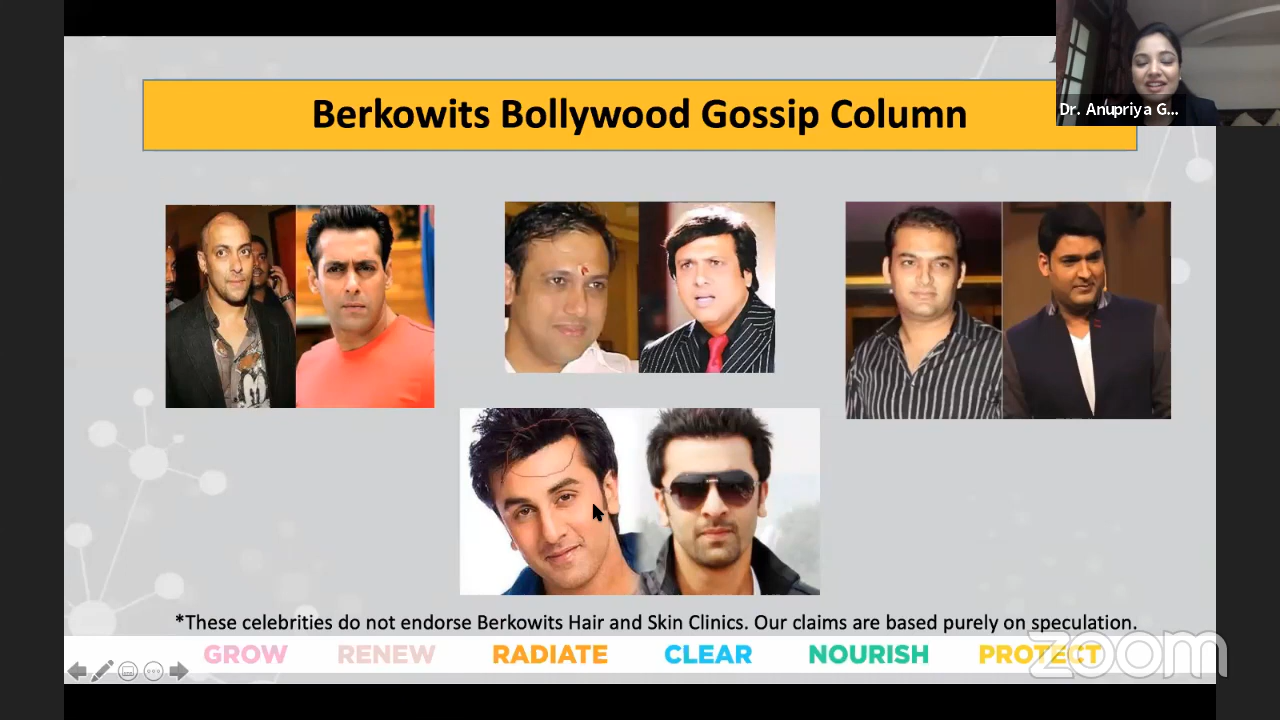 Berkowits Bollywood Gossip Column
Dr. Anupriya G...
*These celebrities do not endorse Berkowits Hair and Skin Clinics. Our claims are based purely on speculation.
GROW RENEW RADIATE CLEAR NOURISH PROTECT
zoom